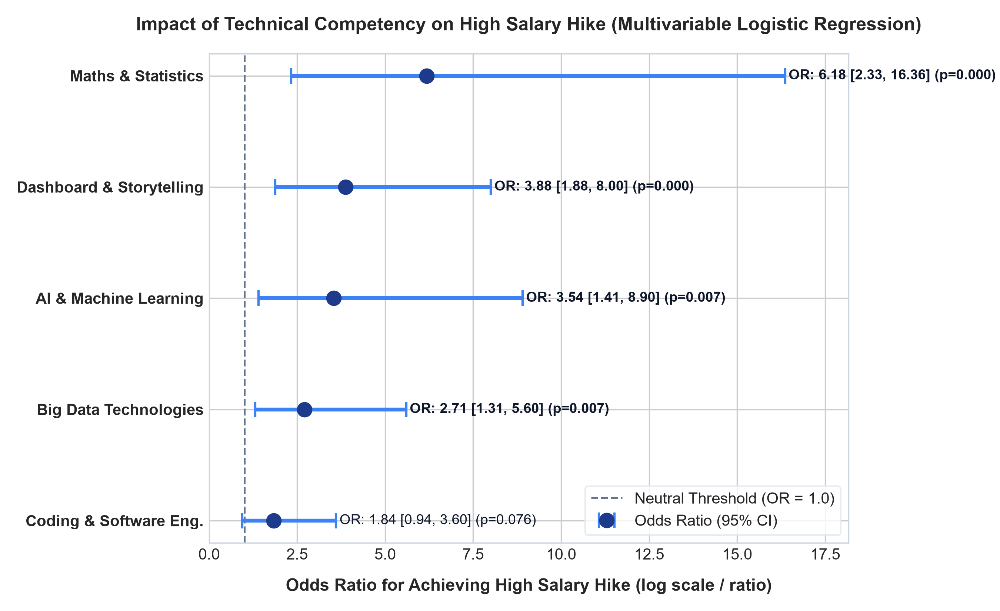 Impact of Technical Competency on High Salary Hike (Multivariable Logistic Regression)
Maths & Statistics
OR: 6.18 [2.33, 16.36] (p=0.000)
Dashboard & Storytelling
OR: 3.88 [1.88, 8.00] (p=0.000)
AI & Machine Learning
OR: 3.54 [1.41, 8.90] (p=0.007)
Big Data Technologies
OR: 2.71 [1.31, 5.60] (p=0.007)
Coding & Software Eng.
OR: 1.84 [0.94, 3.60] (p=0.076)
Neutral Threshold (OR = 1.0)
Odds Ratio (95% CI)
0.0 2.5 5.0 7.5 10.0 12.5 15.0 17.5
Odds Ratio for Achieving High Salary Hike (log scale / ratio)